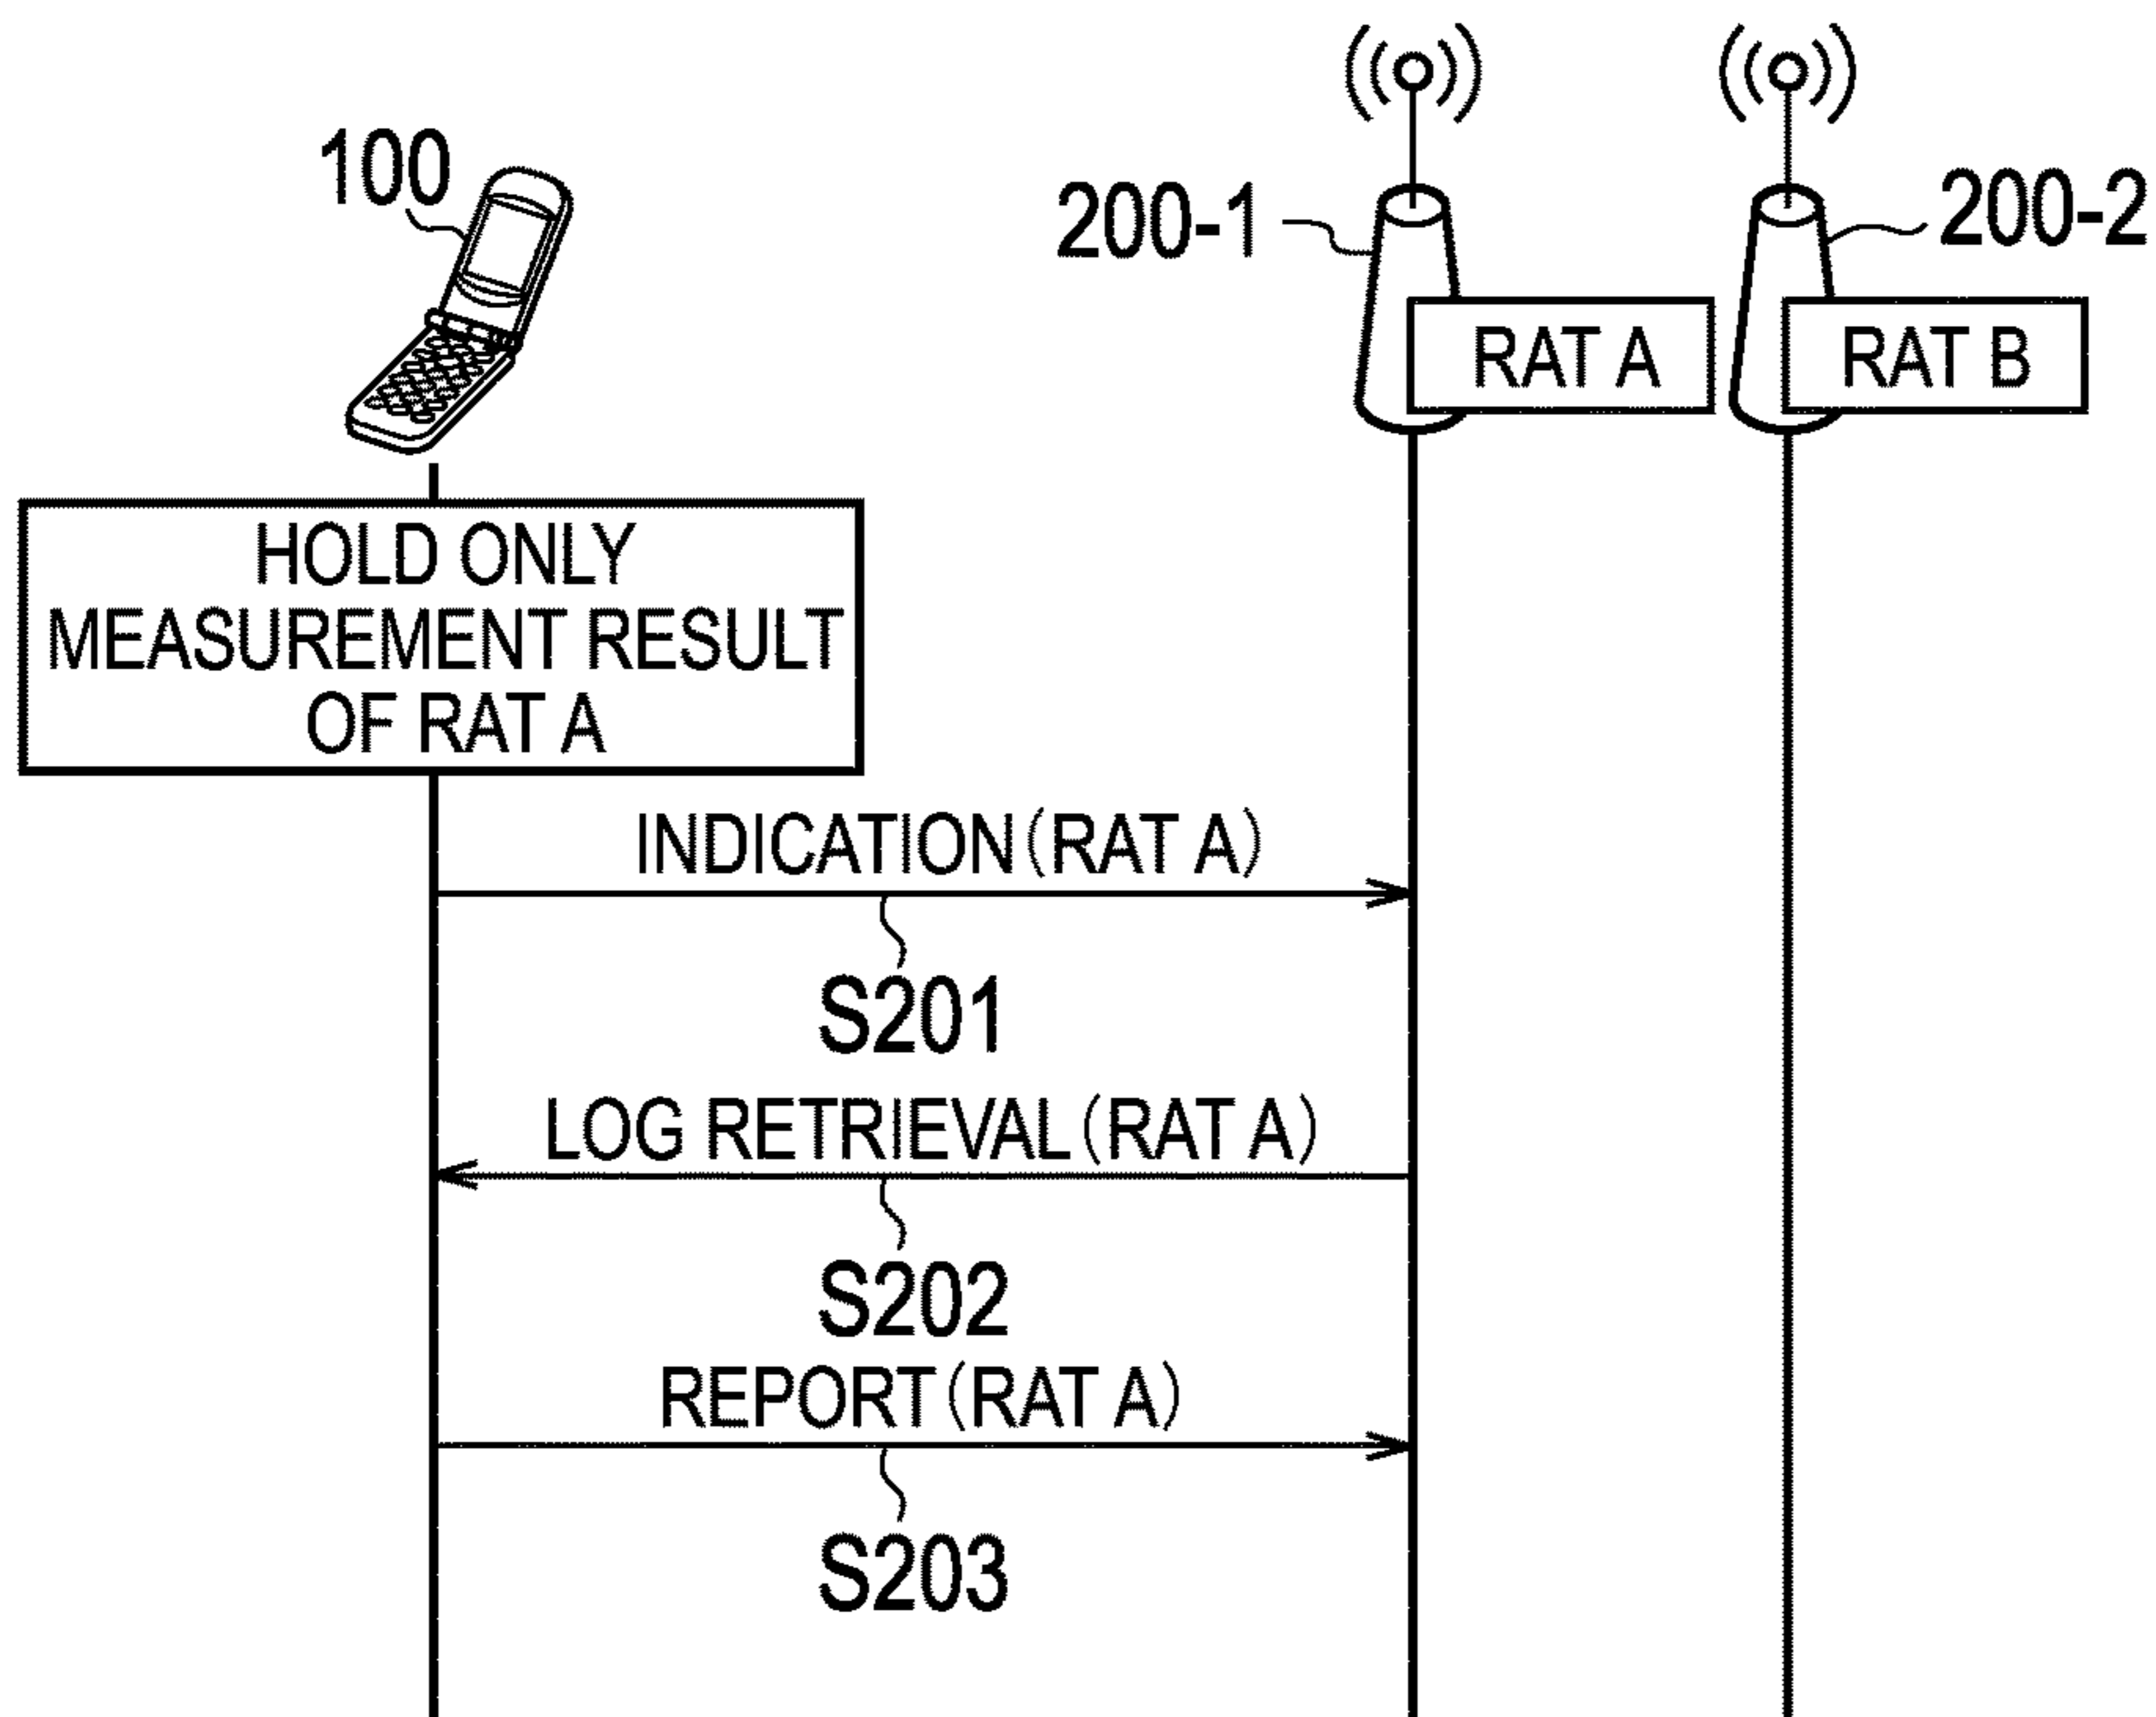 100
200-1
200-2
RAT A
RAT B
HOLD ONLY
MEASUREMENT RESULT
OF RAT A
INDICATION (RAT A)
S201
LOG RETRIEVAL (RAT A)
S202
REPORT (RAT A)
S203